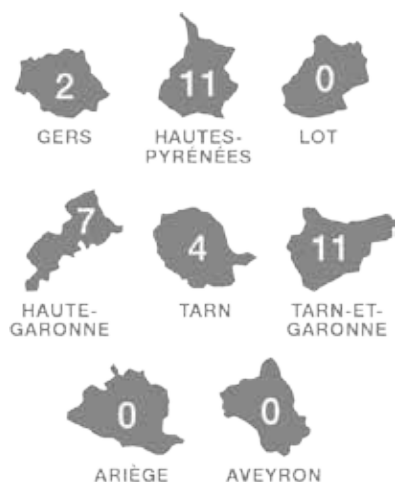 2
11
0
GERS
HAUTES-
PYRÉNÉES
LOT
7
4
11
HAUTE-
GARONNE
TARN
TARN-ET-
GARONNE
0
0
ARIÈGE
AVEYRON